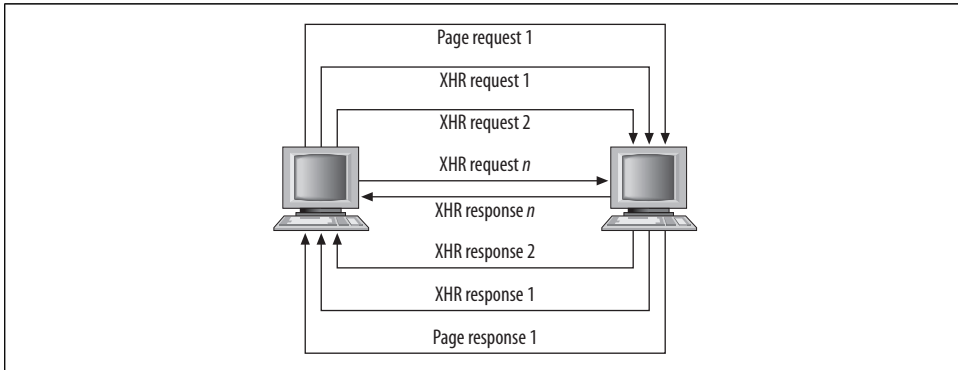 Page request 1
XHR request 1
XHR request 2
XHR request n
XHR response n
XHR response 2
XHR response 1
Page response 1